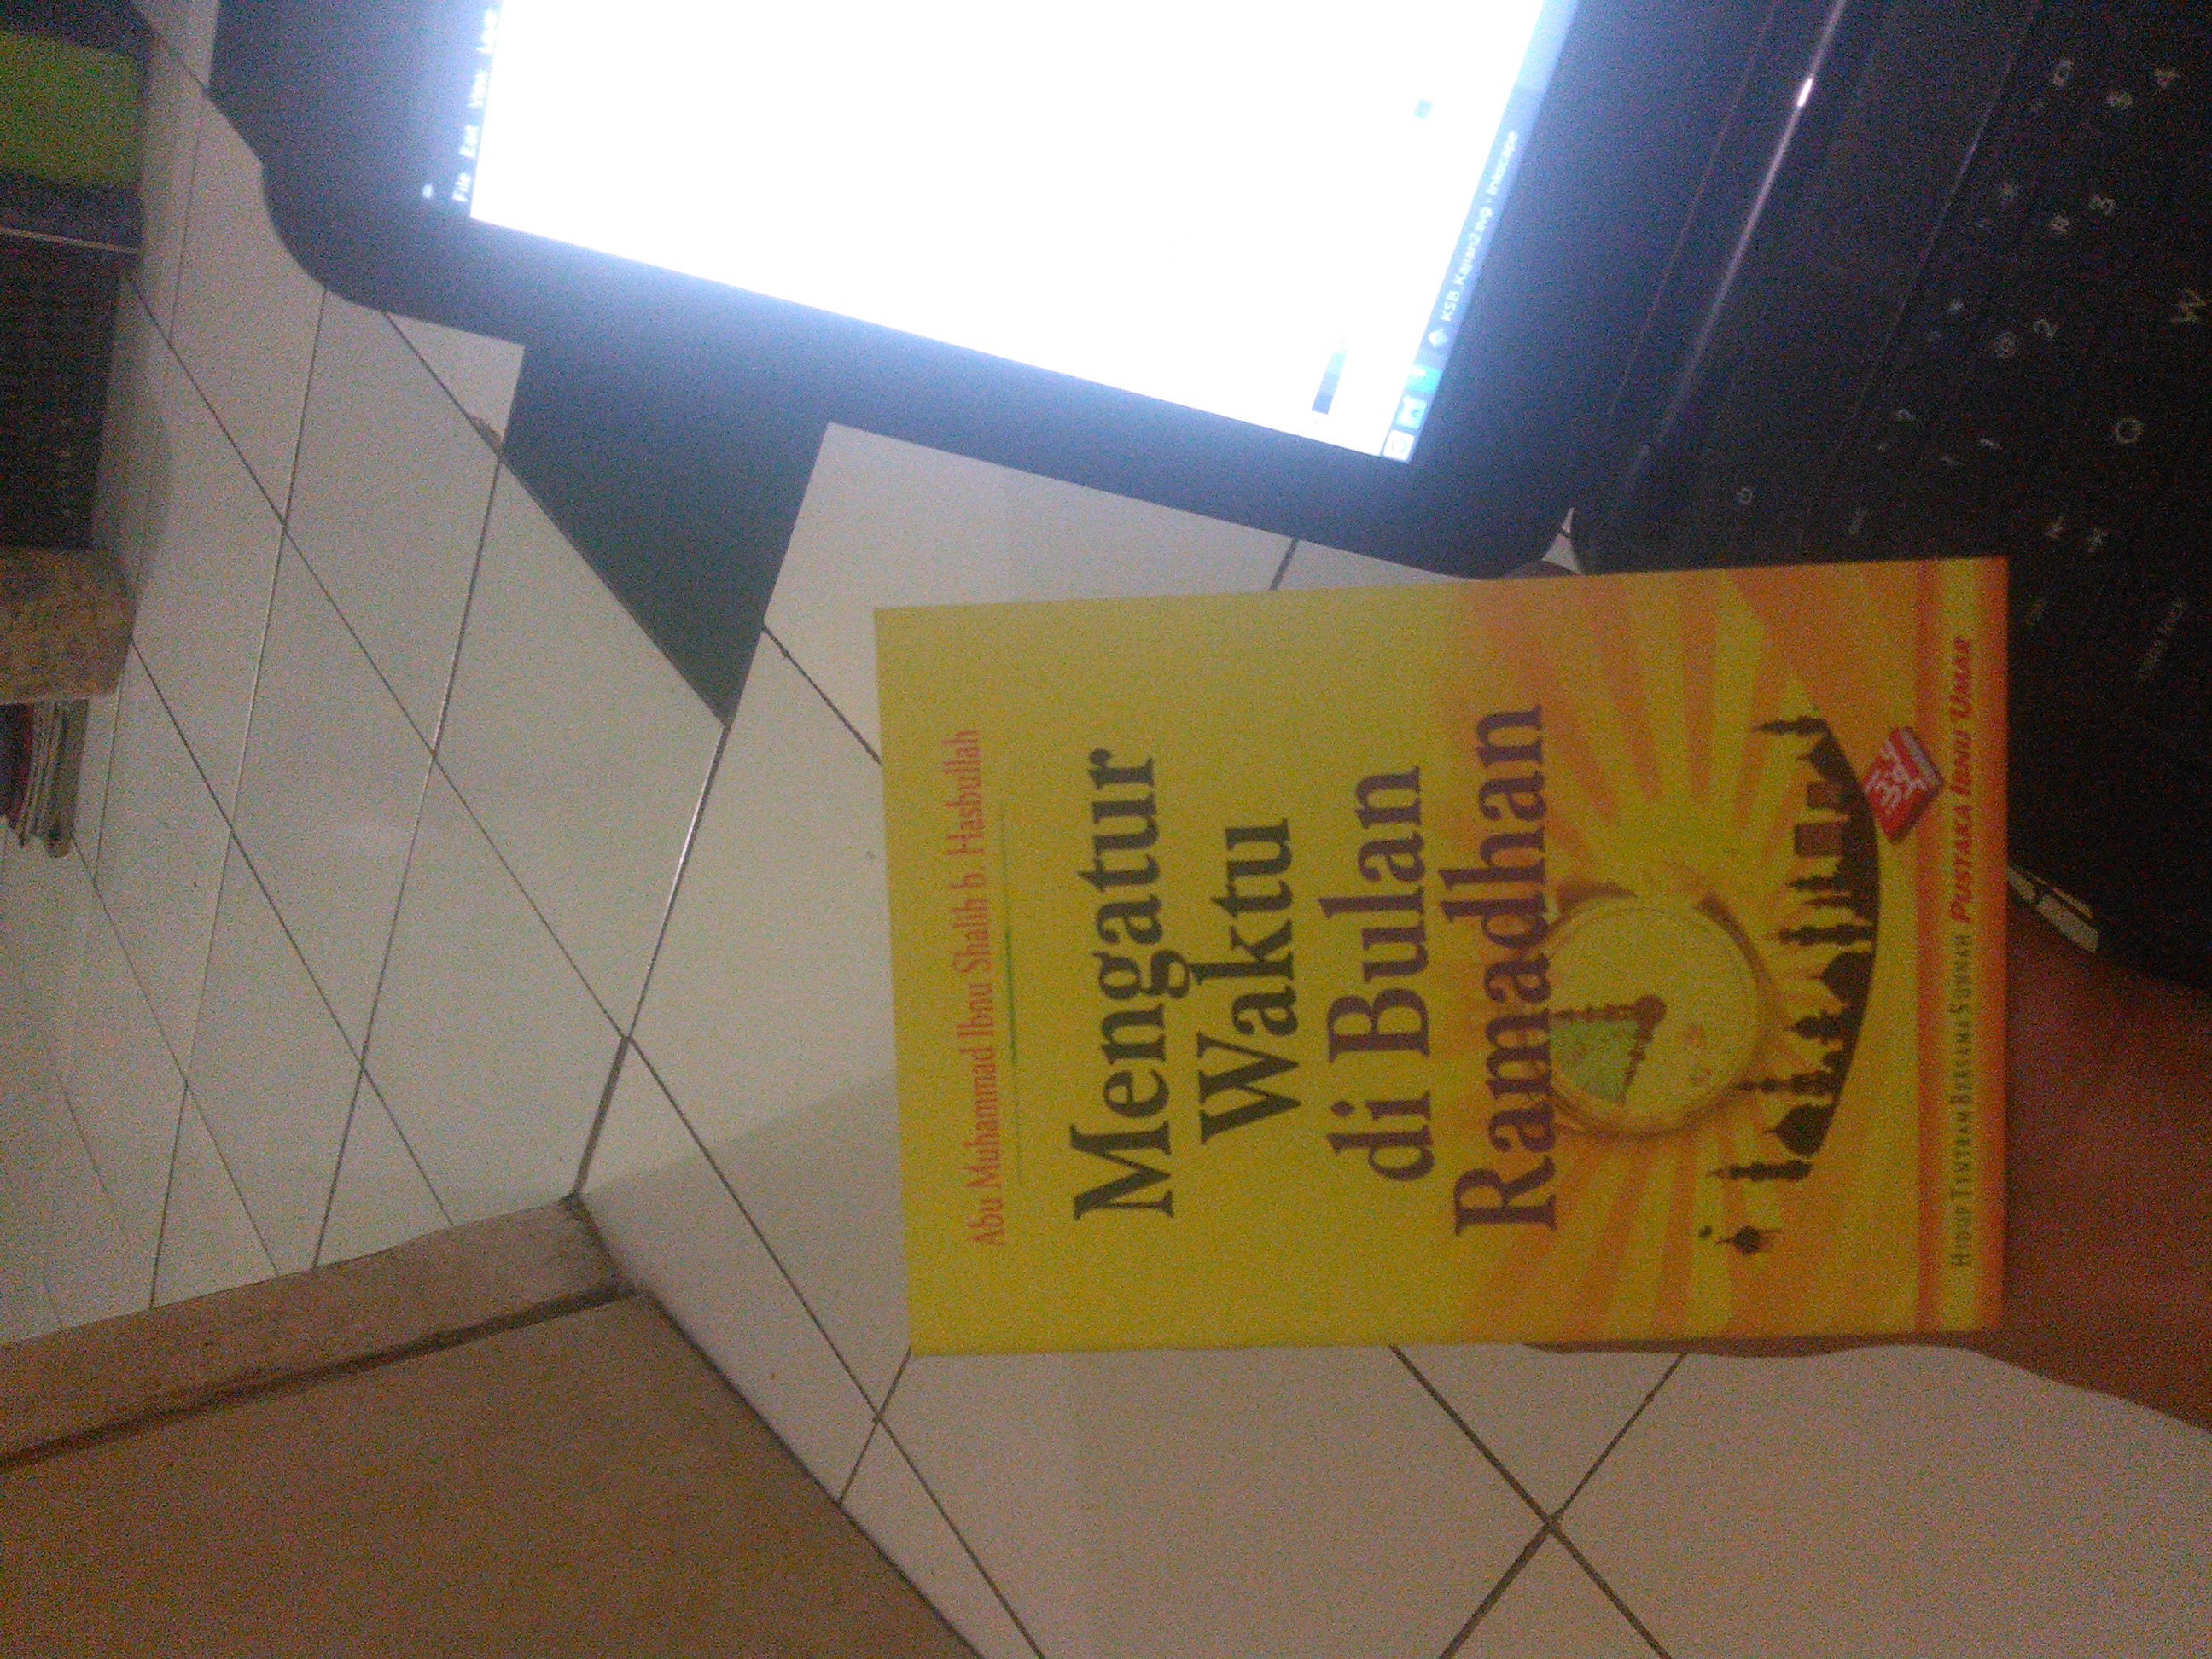 Abu Muhammad Ibnu Shalih b. Hasbullah
Mengatur
Waktu
di Bulan
Ramadhan
HIDUP TENTRAM BERSAMA SUNNAH PUSTAKA IBNU 'UMAR
File Edit View Layer
KSB_Kajian2.svg - Inkscape